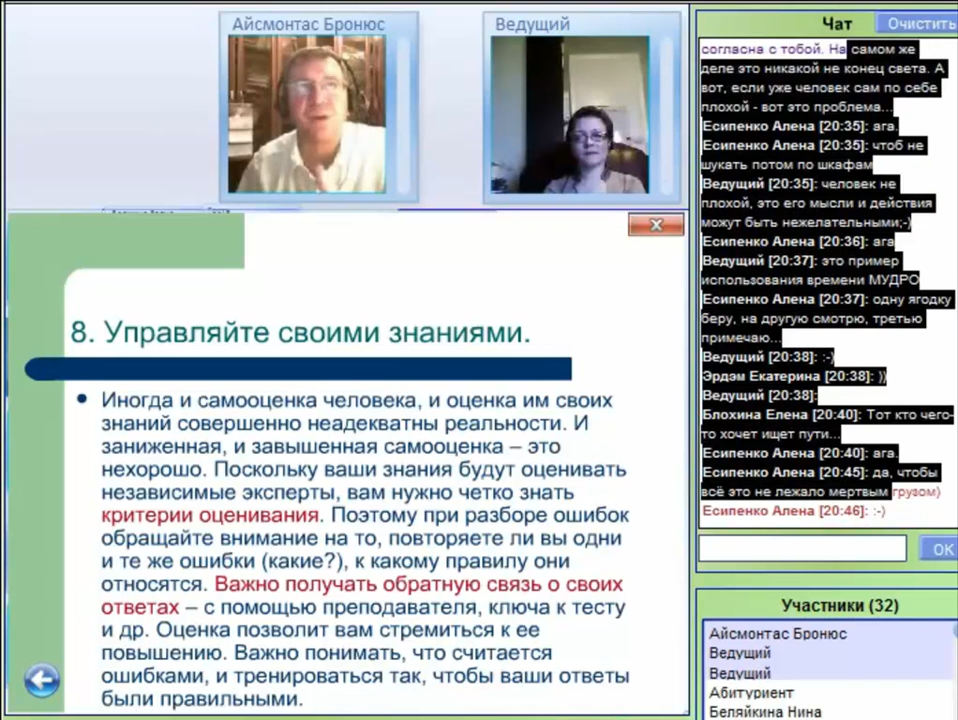 Айсмонтас Бронюс
Ведущий
8. Управляйте своими знаниями.
Иногда и самооценка человека, и оценка им своих
знаний совершенно неадекватны реальности. И
заниженная, и завышенная самооценка – это
нехорошо. Поскольку ваши знания будут оценивать
независимые эксперты, вам нужно четко знать
критерии оценивания. Поэтому при разборе ошибок
обращайте внимание на то, повторяете ли вы одни
и те же ошибки (какие?), к какому правилу они
относятся. Важно получать обратную связь о своих
ответах – с помощью преподавателя, ключа к тесту
и др. Оценка позволит вам стремиться к ее
повышению. Важно понимать, что считается
ошибками, и тренироваться так, чтобы ваши ответы
были правильными.
Чат
Очистить
согласна с тобой. На самом же
деле это никакой не конец света. А
вот, если уже человек сам по себе
плохой - вот это проблема...
Есипенко Алена [20:35]: ага.
Есипенко Алена [20:35]: чтоб не
шукать потом по шкафам
Ведущий [20:35]: человек не
плохой, это его мысли и действия
можут быть нежелательными;-)
Есипенко Алена [20:36]: ага
Ведущий [20:37]: это пример
использования времени МУДРО
Есипенко Алена [20:37]: одну ягодку
беру, на другую смотрю, третью
примечаю...
Ведущий [20:38]: :-)
Эрдэм Екатерина [20:38]: ))
Ведущий [20:38]:
Блохина Елена [20:40]: Тот кто чего-
то хочет ищет пути...
Есипенко Алена [20:40]: ага.
Есипенко Алена [20:45]: да, чтобы
всё это не лежало мертвым грузом)
Есипенко Алена [20:46]: :-)
ОК
Участники (32)
Айсмонтас Бронюс
Ведущий
Ведущий
Абитуриент
Беляйкина Нина